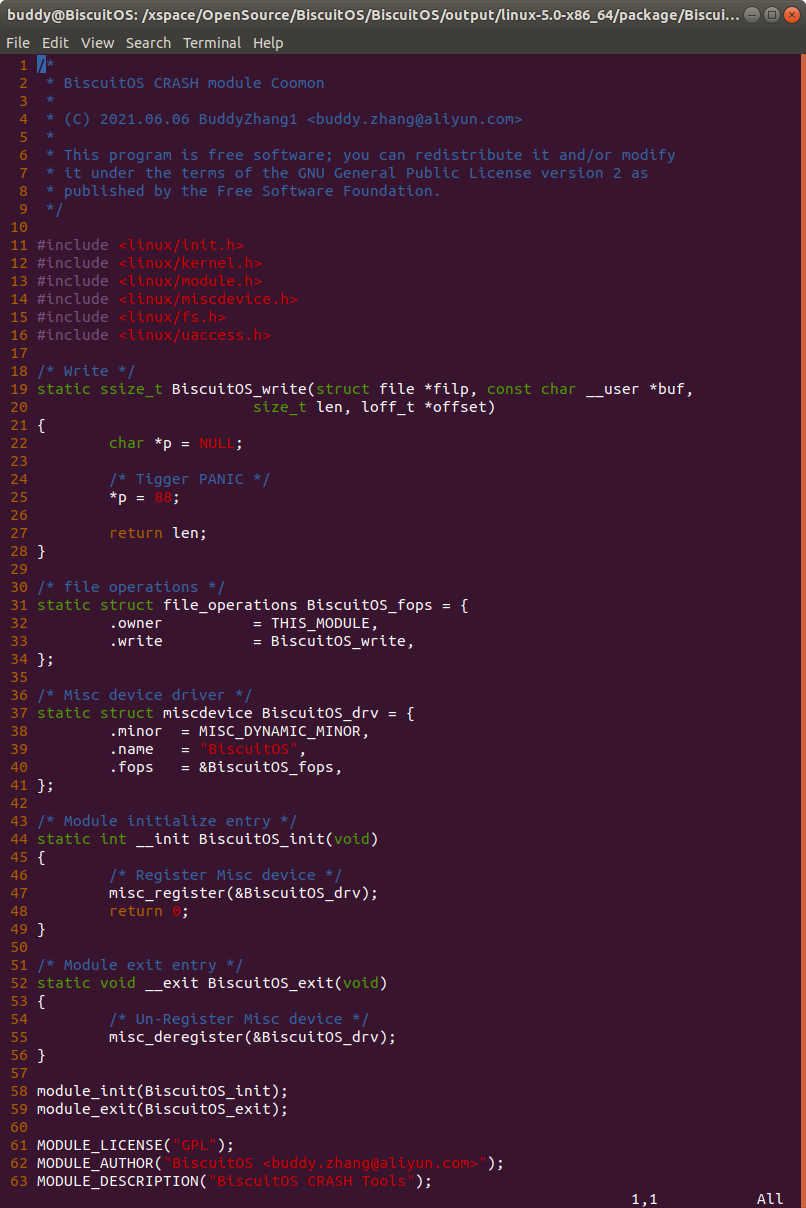 buddy@BiscuitOS: /xspace/OpenSource/BiscuitOS/BiscuitOS/output/linux-5.0-x86_64/package/Biscui...
File Edit View Search Terminal Help
1 /*
2  * BiscuitOS CRASH module Coomon
3  *
4  * (C) 2021.06.06 BuddyZhang1 <buddy.zhang@aliyun.com>
5  *
6  * This program is free software; you can redistribute it and/or modify
7  * it under the terms of the GNU General Public License version 2 as
8  * published by the Free Software Foundation.
9  */
10
11 #include <linux/init.h>
12 #include <linux/kernel.h>
13 #include <linux/module.h>
14 #include <linux/miscdevice.h>
15 #include <linux/fs.h>
16 #include <linux/uaccess.h>
17
18 /* Write */
19 static ssize_t BiscuitOS_write(struct file *filp, const char __user *buf,
20                         size_t len, loff_t *offset)
21 {
22         char *p = NULL;
23
24         /* Tigger PANIC */
25         *p = 88;
26
27         return len;
28 }
29
30 /* file operations */
31 static struct file_operations BiscuitOS_fops = {
32         .owner          = THIS_MODULE,
33         .write          = BiscuitOS_write,
34 };
35
36 /* Misc device driver */
37 static struct miscdevice BiscuitOS_drv = {
38         .minor  = MISC_DYNAMIC_MINOR,
39         .name   = "BiscuitOS",
40         .fops   = &BiscuitOS_fops,
41 };
42
43 /* Module initialize entry */
44 static int __init BiscuitOS_init(void)
45 {
46         /* Register Misc device */
47         misc_register(&BiscuitOS_drv);
48         return 0;
49 }
50
51 /* Module exit entry */
52 static void __exit BiscuitOS_exit(void)
53 {
54         /* Un-Register Misc device */
55         misc_deregister(&BiscuitOS_drv);
56 }
57
58 module_init(BiscuitOS_init);
59 module_exit(BiscuitOS_exit);
60
61 MODULE_LICENSE("GPL");
62 MODULE_AUTHOR("BiscuitOS <buddy.zhang@aliyun.com>");
63 MODULE_DESCRIPTION("BiscuitOS CRASH Tools");
1,1 All